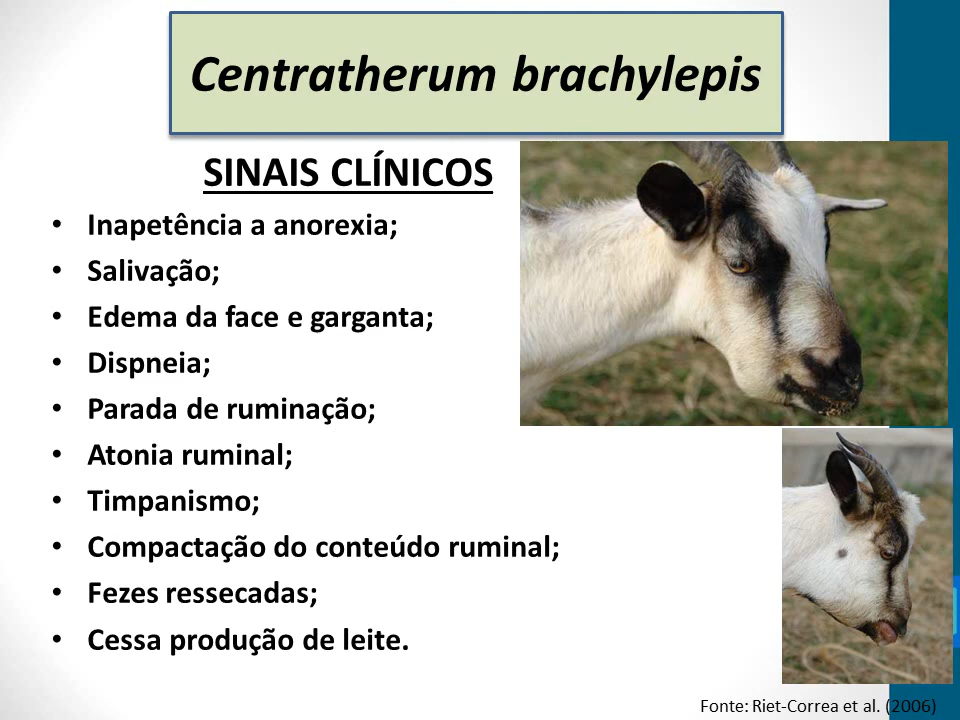 Centratherum brachylepis
SINAIS CLÍNICOS
• Inapetência a anorexia;
• Salivação;
• Edema da face e garganta;
• Dispneia;
• Parada de ruminação;
• Atonia ruminal;
• Timpanismo;
• Compactação do conteúdo ruminal;
• Fezes ressecadas;
• Cessa produção de leite.
Fonte: Riet-Correa et al. (2006)